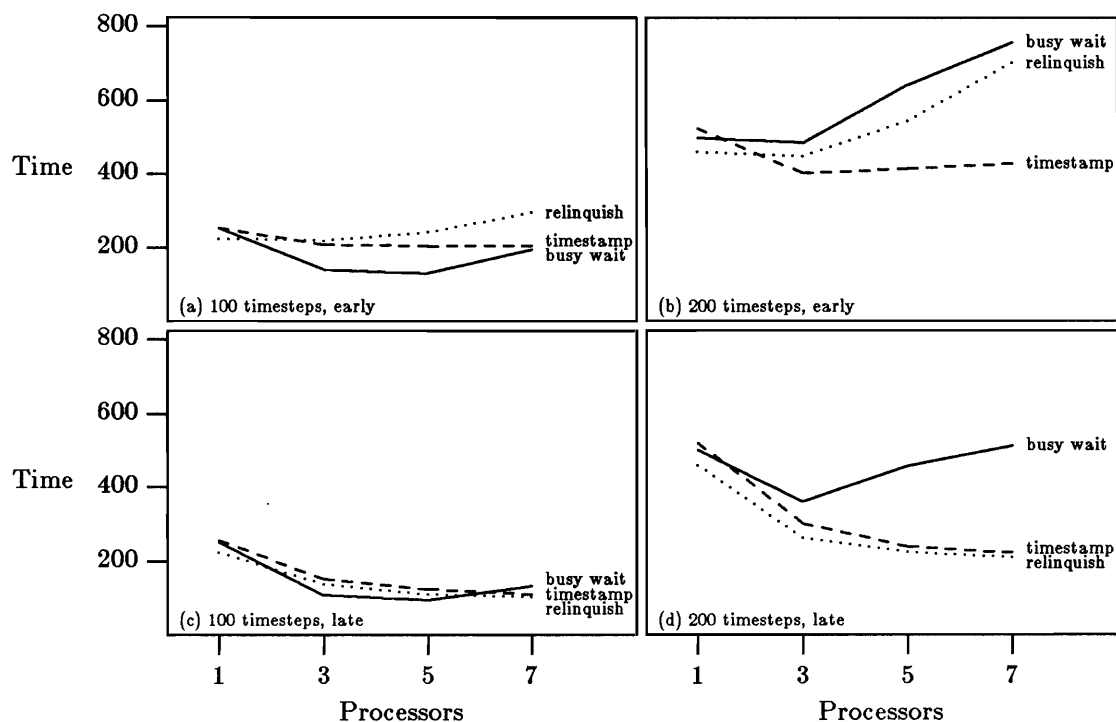 800
600
Time
400
200
relinquish
timestamp
busy wait
(a) 100 timesteps, early
busy wait
relinquish
timestamp
(b) 200 timesteps, early
800
600
Time
400
200
busy wait
timestamp
relinquish
(c) 100 timesteps, late
busy wait
timestamp
relinquish
(d) 200 timesteps, late
1 3 5 7
Processors
1 3 5 7
Processors